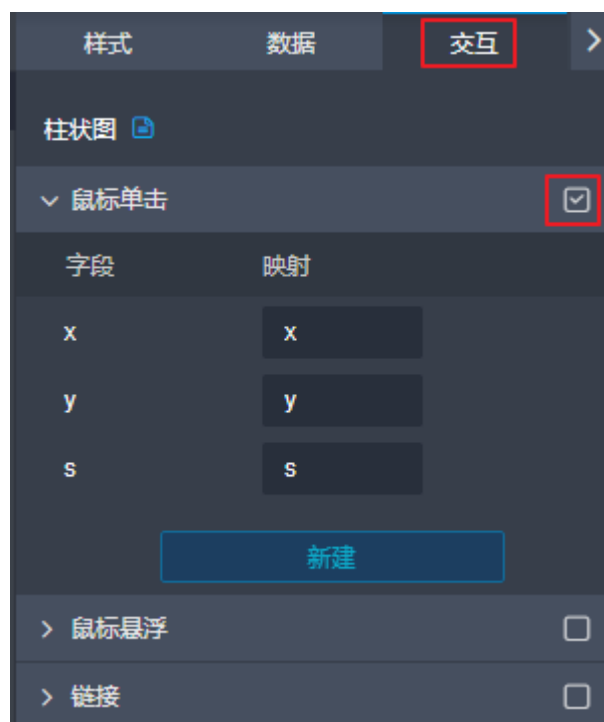 样式 数据 交互
柱状图
鼠标单击
字段 映射
x x
y y
s s
新建
鼠标悬浮
链接